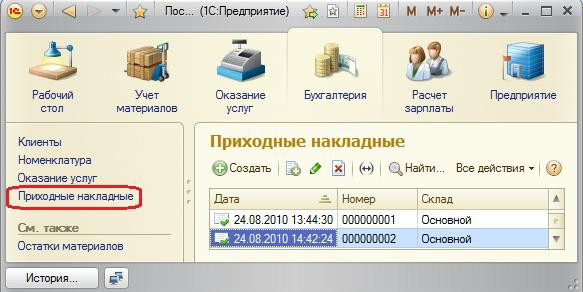 Пос... (1С:Предприятие)
M M+ M-
Рабочий
стол
Учет
материалов
Оказание
услуг
Бухгалтерия
Расчет
зарплаты
Предприятие
Клиенты
Номенклатура
Оказание услуг
Приходные накладные
См. также
Остатки материалов
Приходные накладные
Создать
Найти...
Все действия
Дата Номер Склад
24.08.2010 13:44:30 000000001 Основной
24.08.2010 14:42:24 000000002 Основной
История...